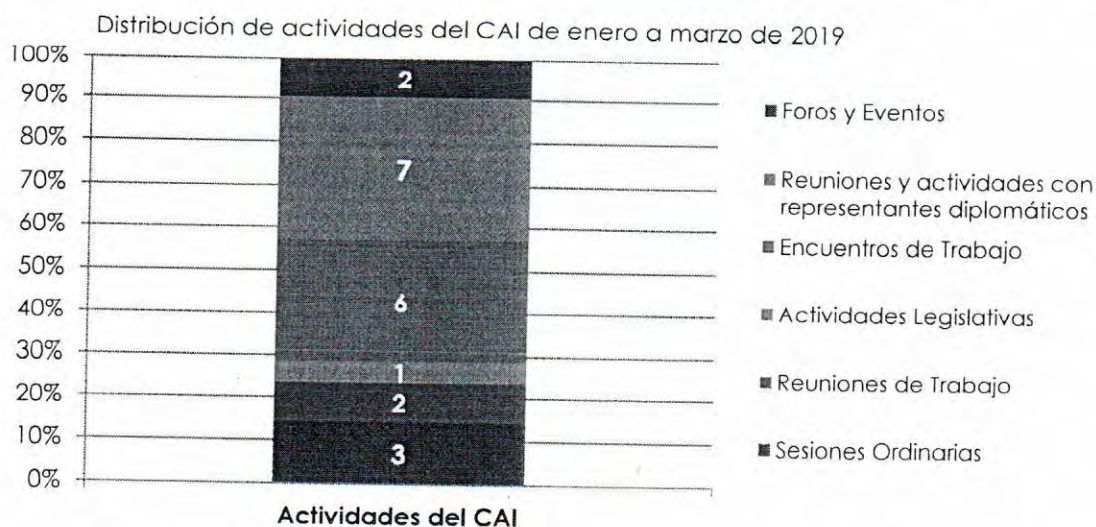 Distribución de actividades del CAI de enero a marzo de 2019
100%
90%
80%
70%
60%
50%
40%
30%
20%
10%
0%
2
7
6
1
2
3
Actividades del CAI
Foros y Eventos
Reuniones y actividades con
representantes diplomáticos
Encuentros de Trabajo
Actividades Legislativas
Reuniones de Trabajo
Sesiones Ordinarias